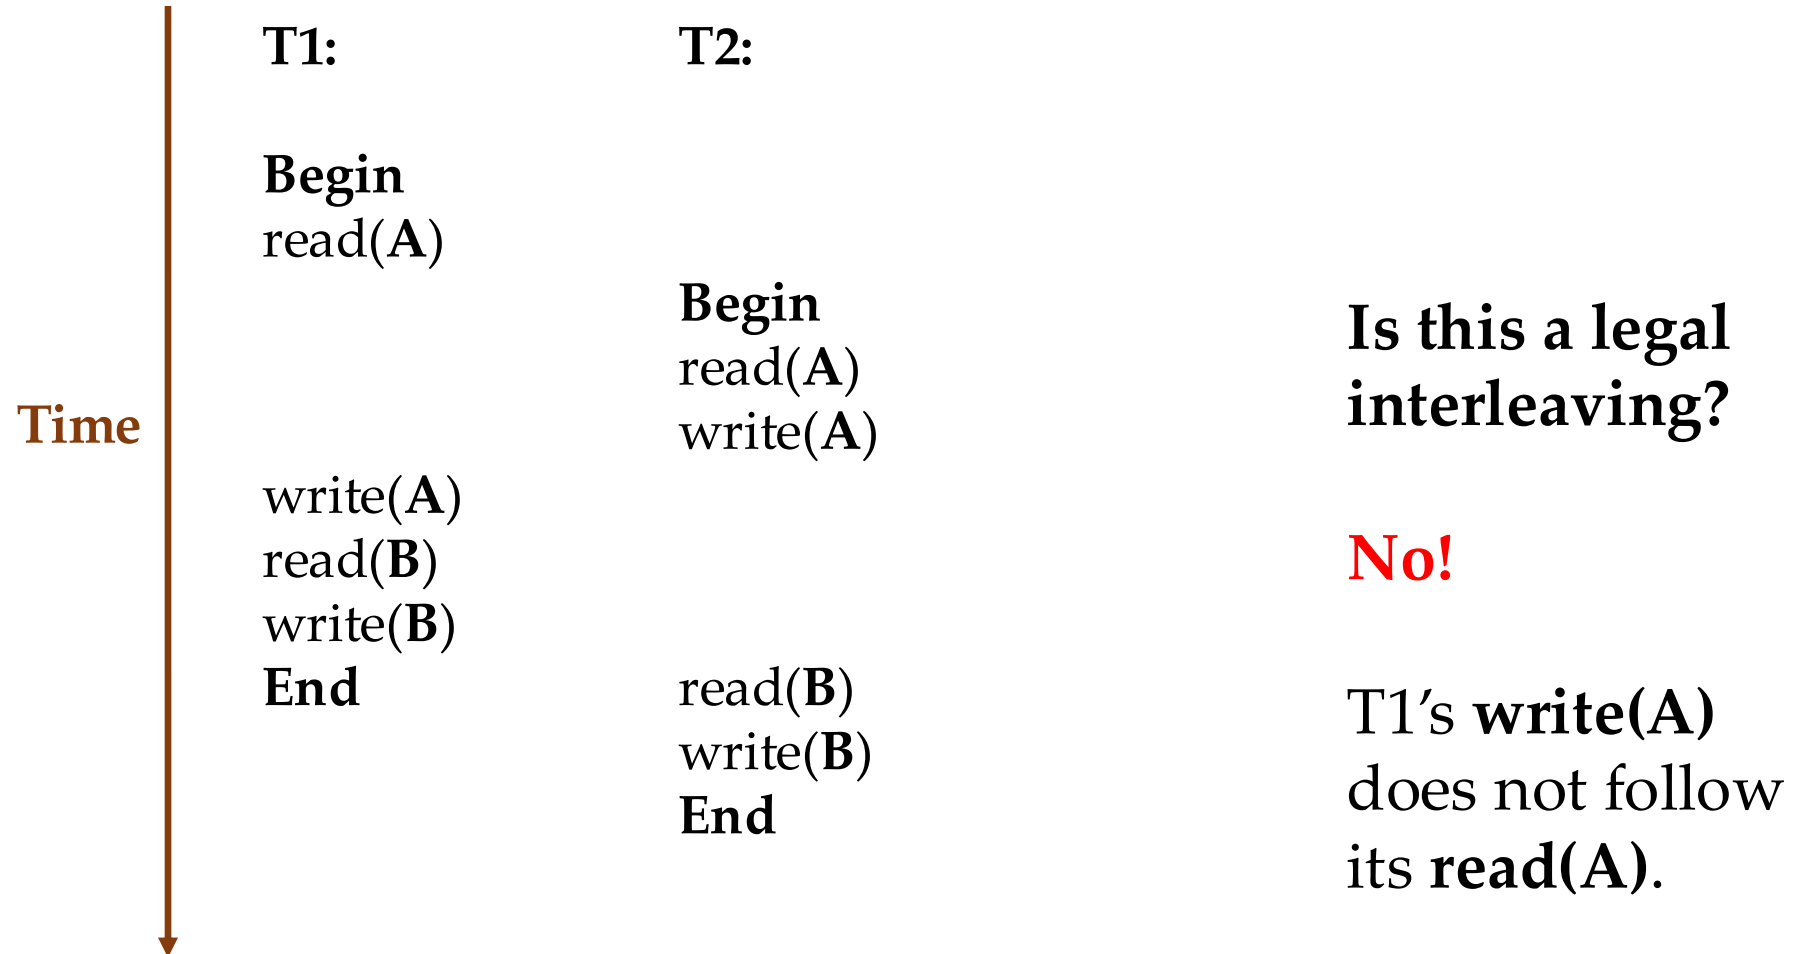 T1:
T2:
Begin
read(A)
Begin
read(A)
write(A)
Time
write(A)
read(B)
write(B)
End
read(B)
write(B)
End
Is this a legal
interleaving?
No!
T1’s write(A)
does not follow
its read(A).